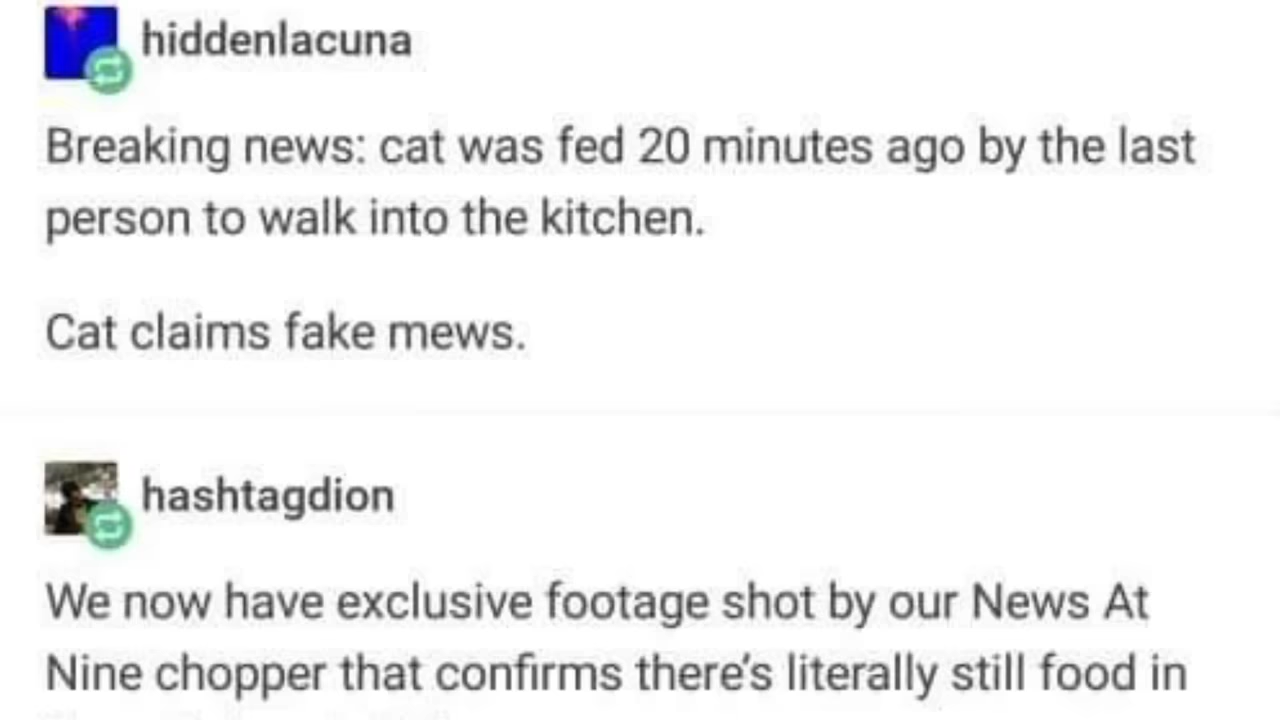 hiddenlacuna
Breaking news: cat was fed 20 minutes ago by the last
person to walk into the kitchen.
Cat claims fake mews.
hashtagdion
We now have exclusive footage shot by our News At
Nine chopper that confirms there's literally still food in